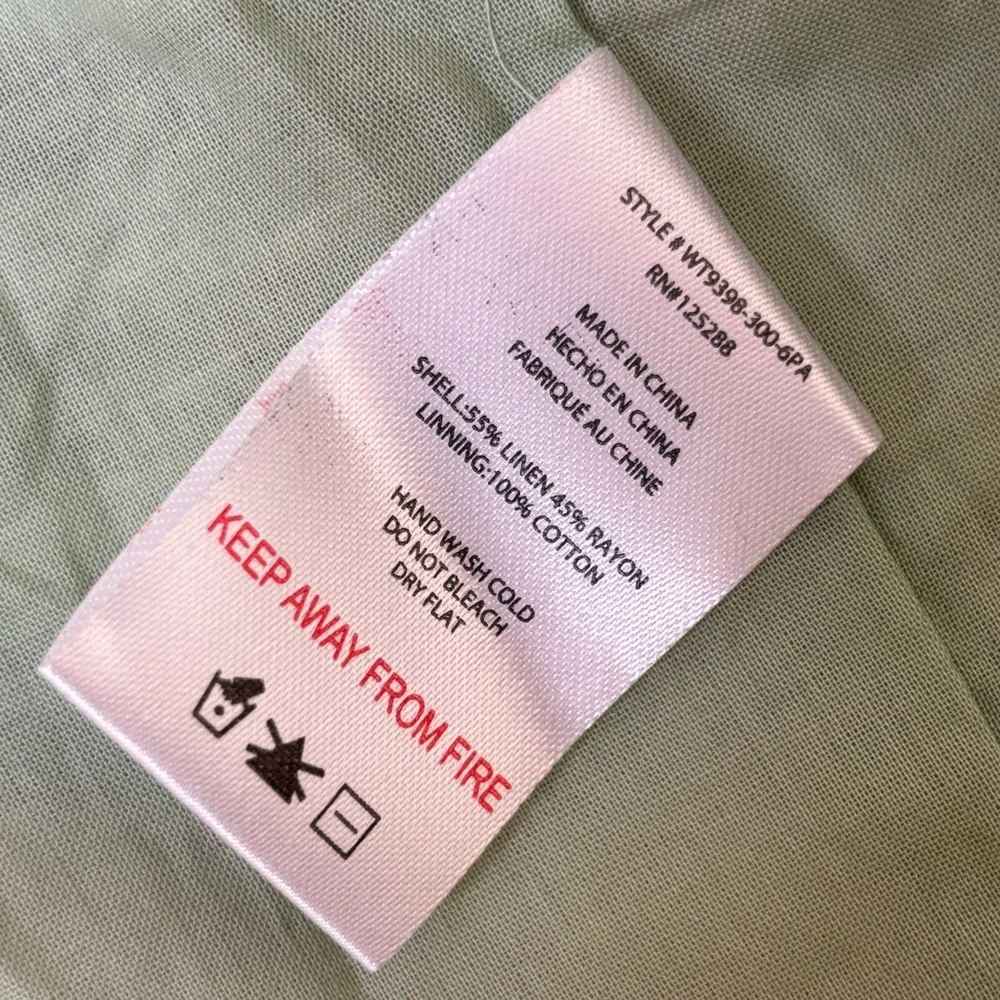 STYLE # WT9398-300-6PA
RN#125288
MADE IN CHINA
HECHO EN CHINA
FABRIQUÉ AU CHINE
SHELL:55% LINEN 45% RAYON
LINNING:100% COTTON
HAND WASH COLD
DO NOT BLEACH
DRY FLAT
KEEP AWAY FROM FIRE